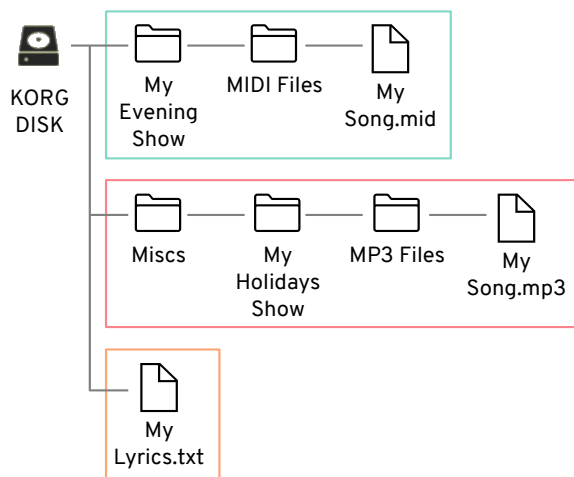 KORG
DISK
My
Evening
Show
MIDI Files
My
Song.mid
Miscs
My
Holidays
Show
MP3 Files
My
Song.mp3
My
Lyrics.txt